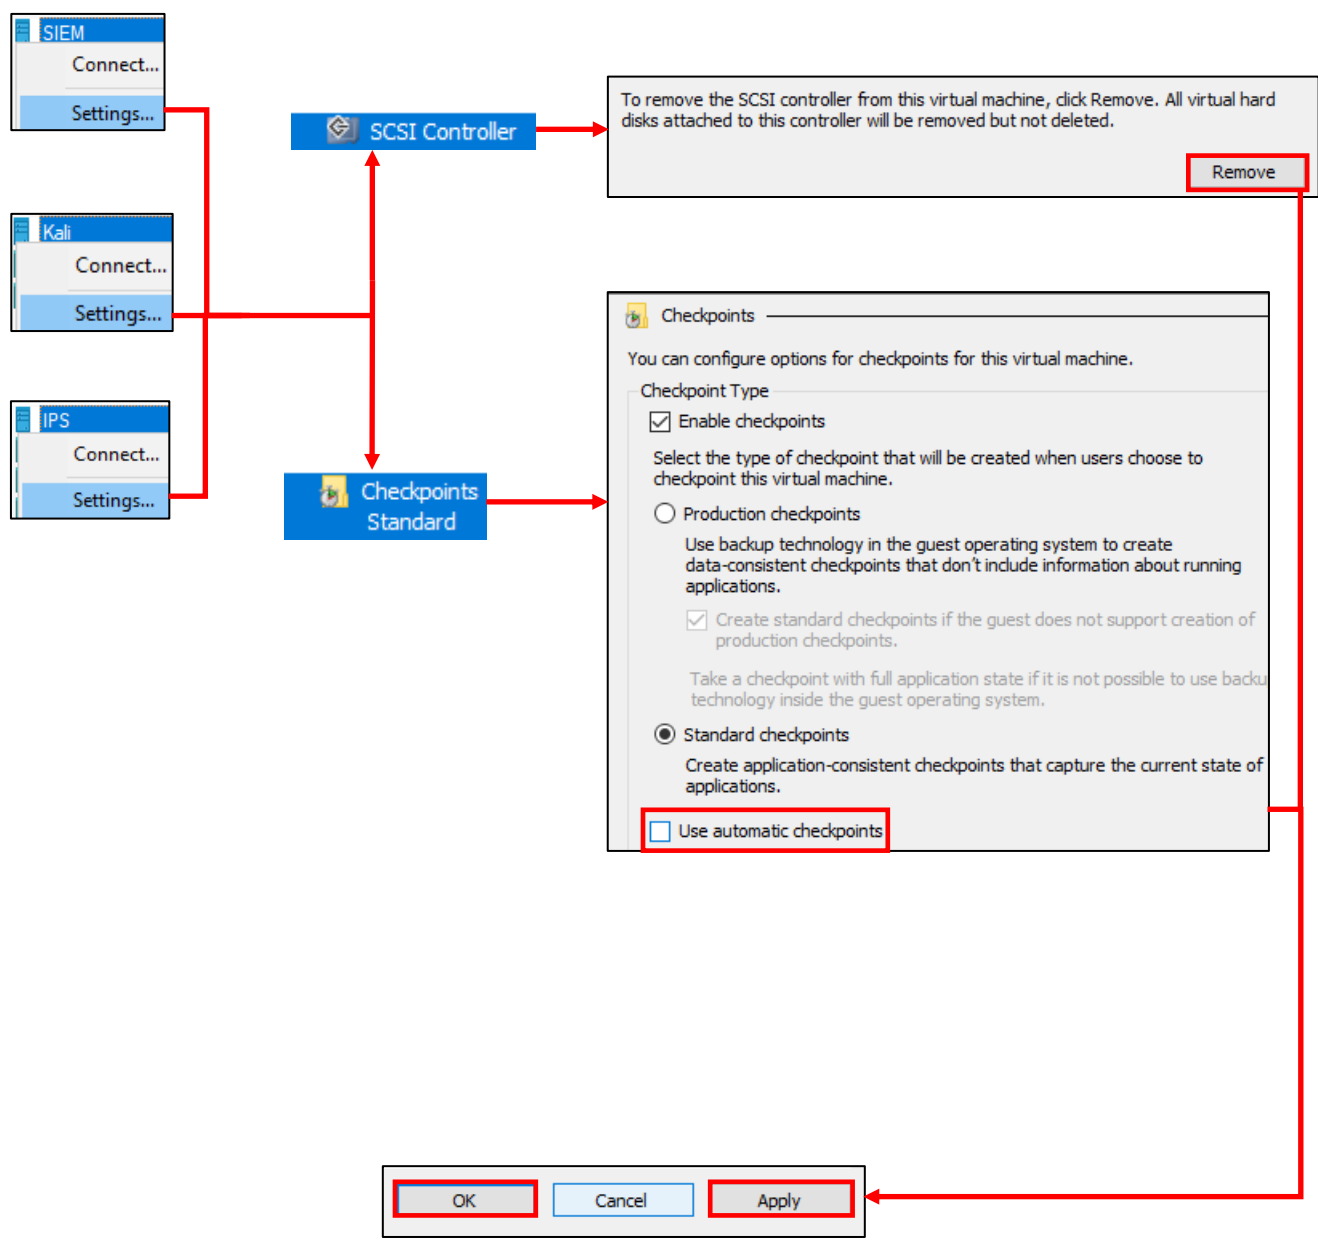 SIEM
Connect...
Settings...
SCSI Controller
To remove the SCSI controller from this virtual machine, click Remove. All virtual hard
disks attached to this controller will be removed but not deleted.
Remove
Kali
Connect...
Settings...
Checkpoints
You can configure options for checkpoints for this virtual machine.
Checkpoint Type
Enable checkpoints
Select the type of checkpoint that will be created when users choose to
checkpoint this virtual machine.
Production checkpoints
Use backup technology in the guest operating system to create
data-consistent checkpoints that don't include information about running
applications.
Create standard checkpoints if the guest does not support creation of
production checkpoints.
Take a checkpoint with full application state if it is not possible to use backu
technology inside the guest operating system.
Standard checkpoints
Create application-consistent checkpoints that capture the current state of
applications.
Use automatic checkpoints
IPS
Connect...
Settings...
Checkpoints
Standard
OK
Cancel
Apply